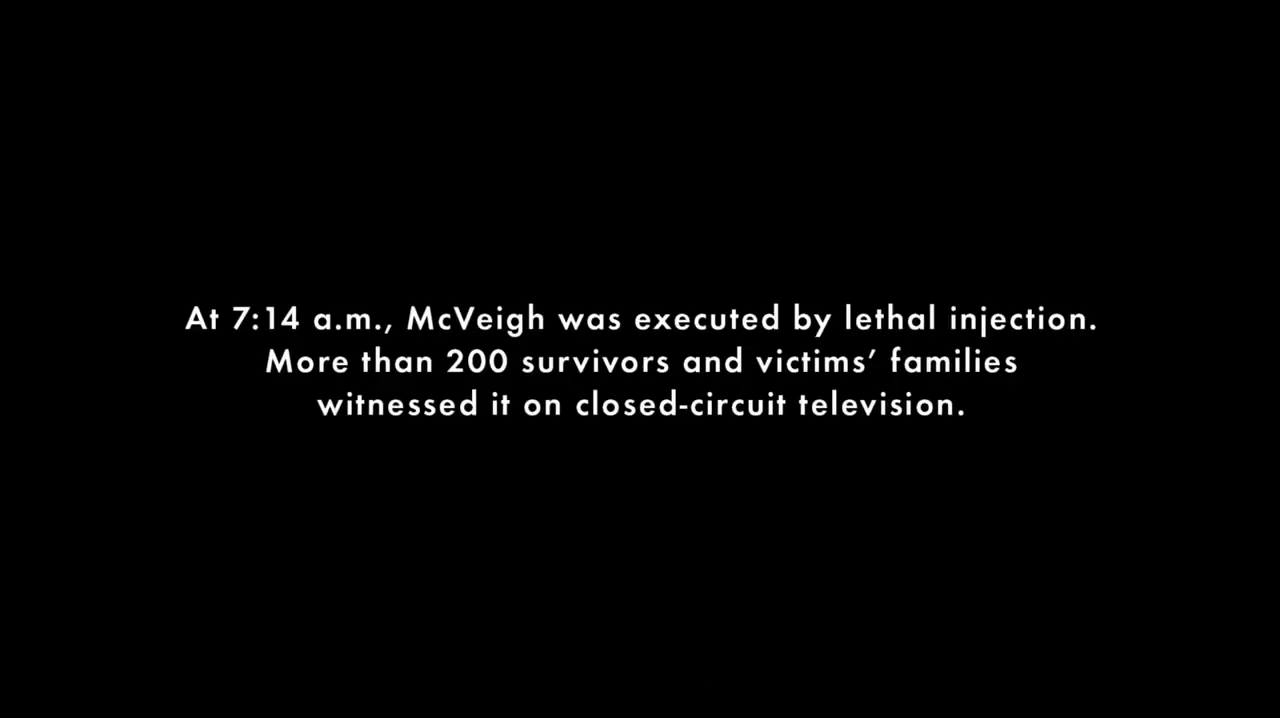 At 7:14 a.m., McVeigh was executed by lethal injection.
More than 200 survivors and victims’ families
witnessed it on closed-circuit television.